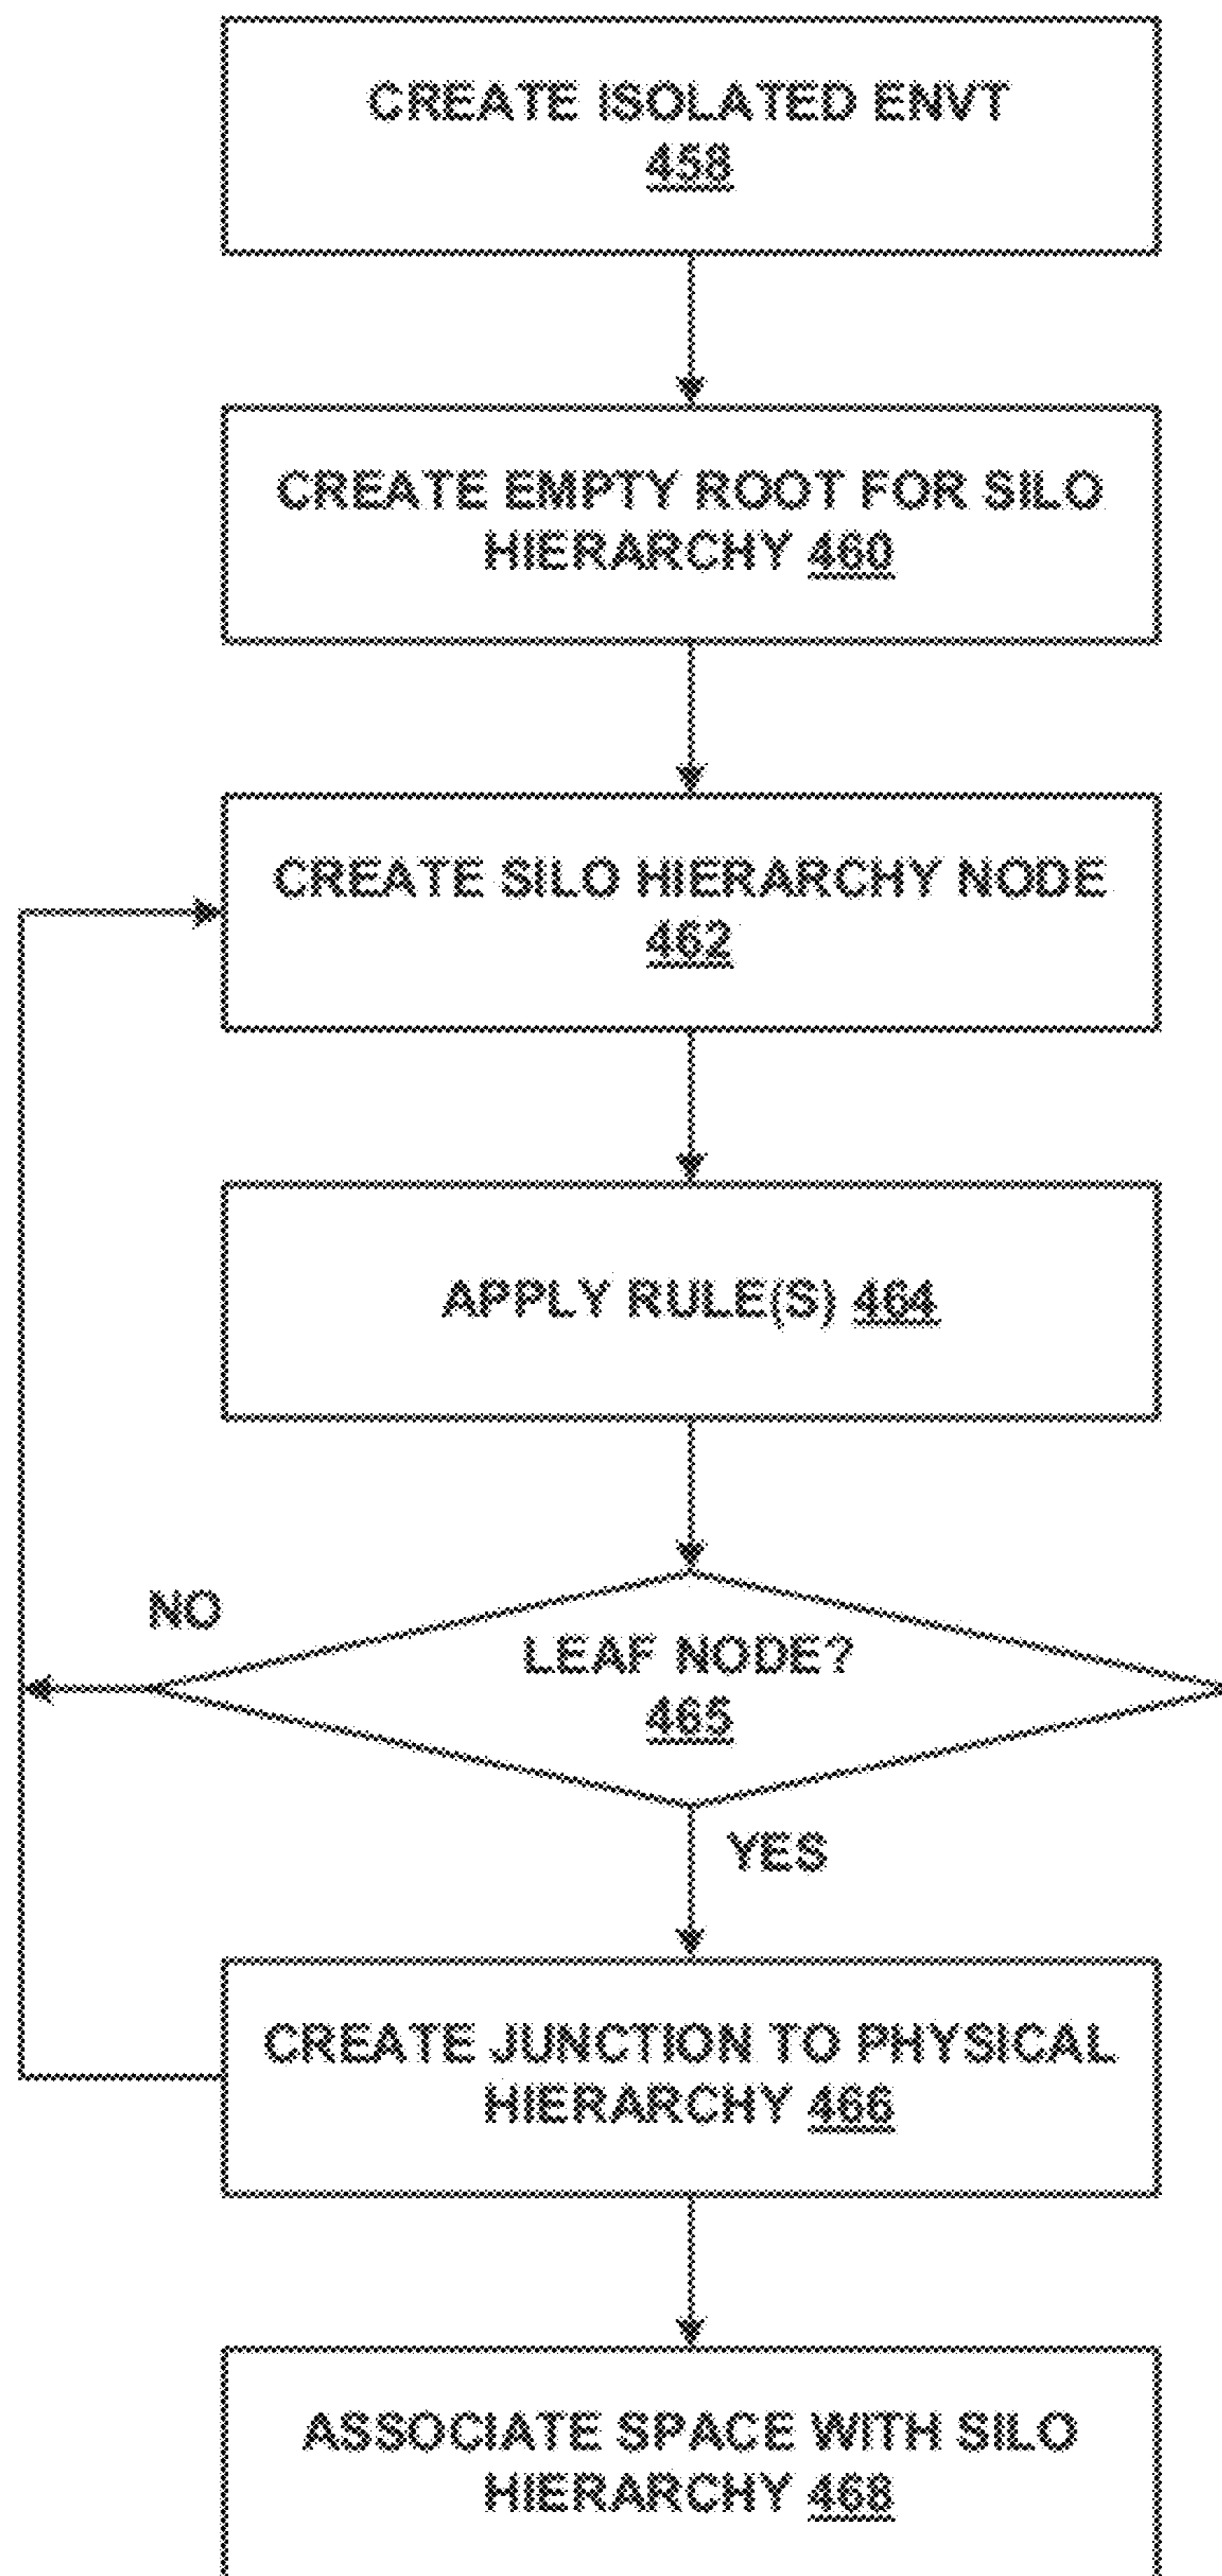 CREATE ISOLATED ENVT
458
CREATE EMPTY ROOT FOR SILO
HIERARCHY 460
CREATE SILO HIERARCHY NODE
462
APPLY RULE(S) 464
NO
LEAF NODE?
465
YES
CREATE JUNCTION TO PHYSICAL
HIERARCHY 466
ASSOCIATE SPACE WITH SILO
HIERARCHY 468